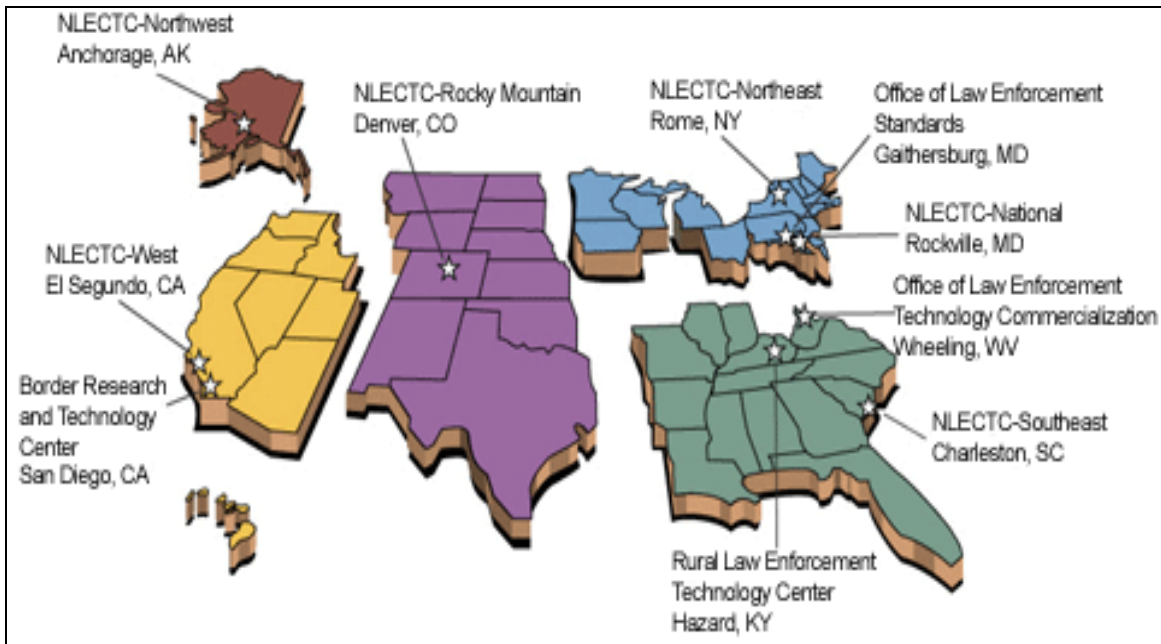 NLECTC-Northwest
Anchorage, AK
NLECTC-Rocky Mountain
Denver, CO
NLECTC-Northeast
Rome, NY
Office of Law Enforcement
Standards
Gaithersburg, MD
NLECTC-National
Rockville, MD
NLECTC-West
El Segundo, CA
Office of Law Enforcement
Technology Commercialization
Wheeling, WV
Border Research
and Technology
Center
San Diego, CA
NLECTC-Southeast
Charleston, SC
Rural Law Enforcement
Technology Center
Hazard, KY